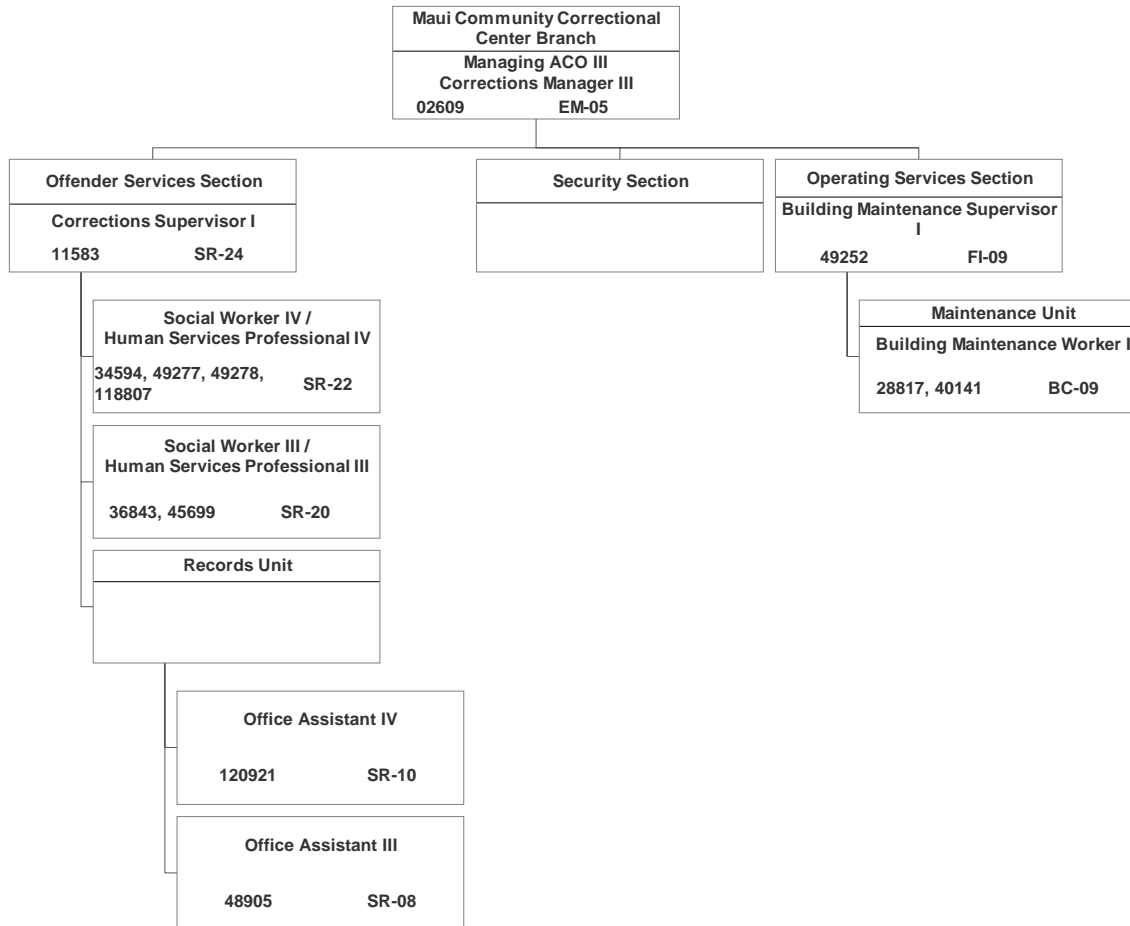 Maui Community Correctional
Center Branch
Managing ACO III
Corrections Manager III
02609 EM-05
Offender Services Section
Corrections Supervisor I
11583 SR-24
Security Section
Operating Services Section
Building Maintenance Supervisor
I
49252 FI-09
Social Worker IV /
Human Services Professional IV
34594, 49277, 49278,
118807
SR-22
Maintenance Unit
Building Maintenance Worker I
28817, 40141 BC-09
Social Worker III /
Human Services Professional III
36843, 45699 SR-20
Records Unit
Office Assistant IV
120921 SR-10
Office Assistant III
48905 SR-08